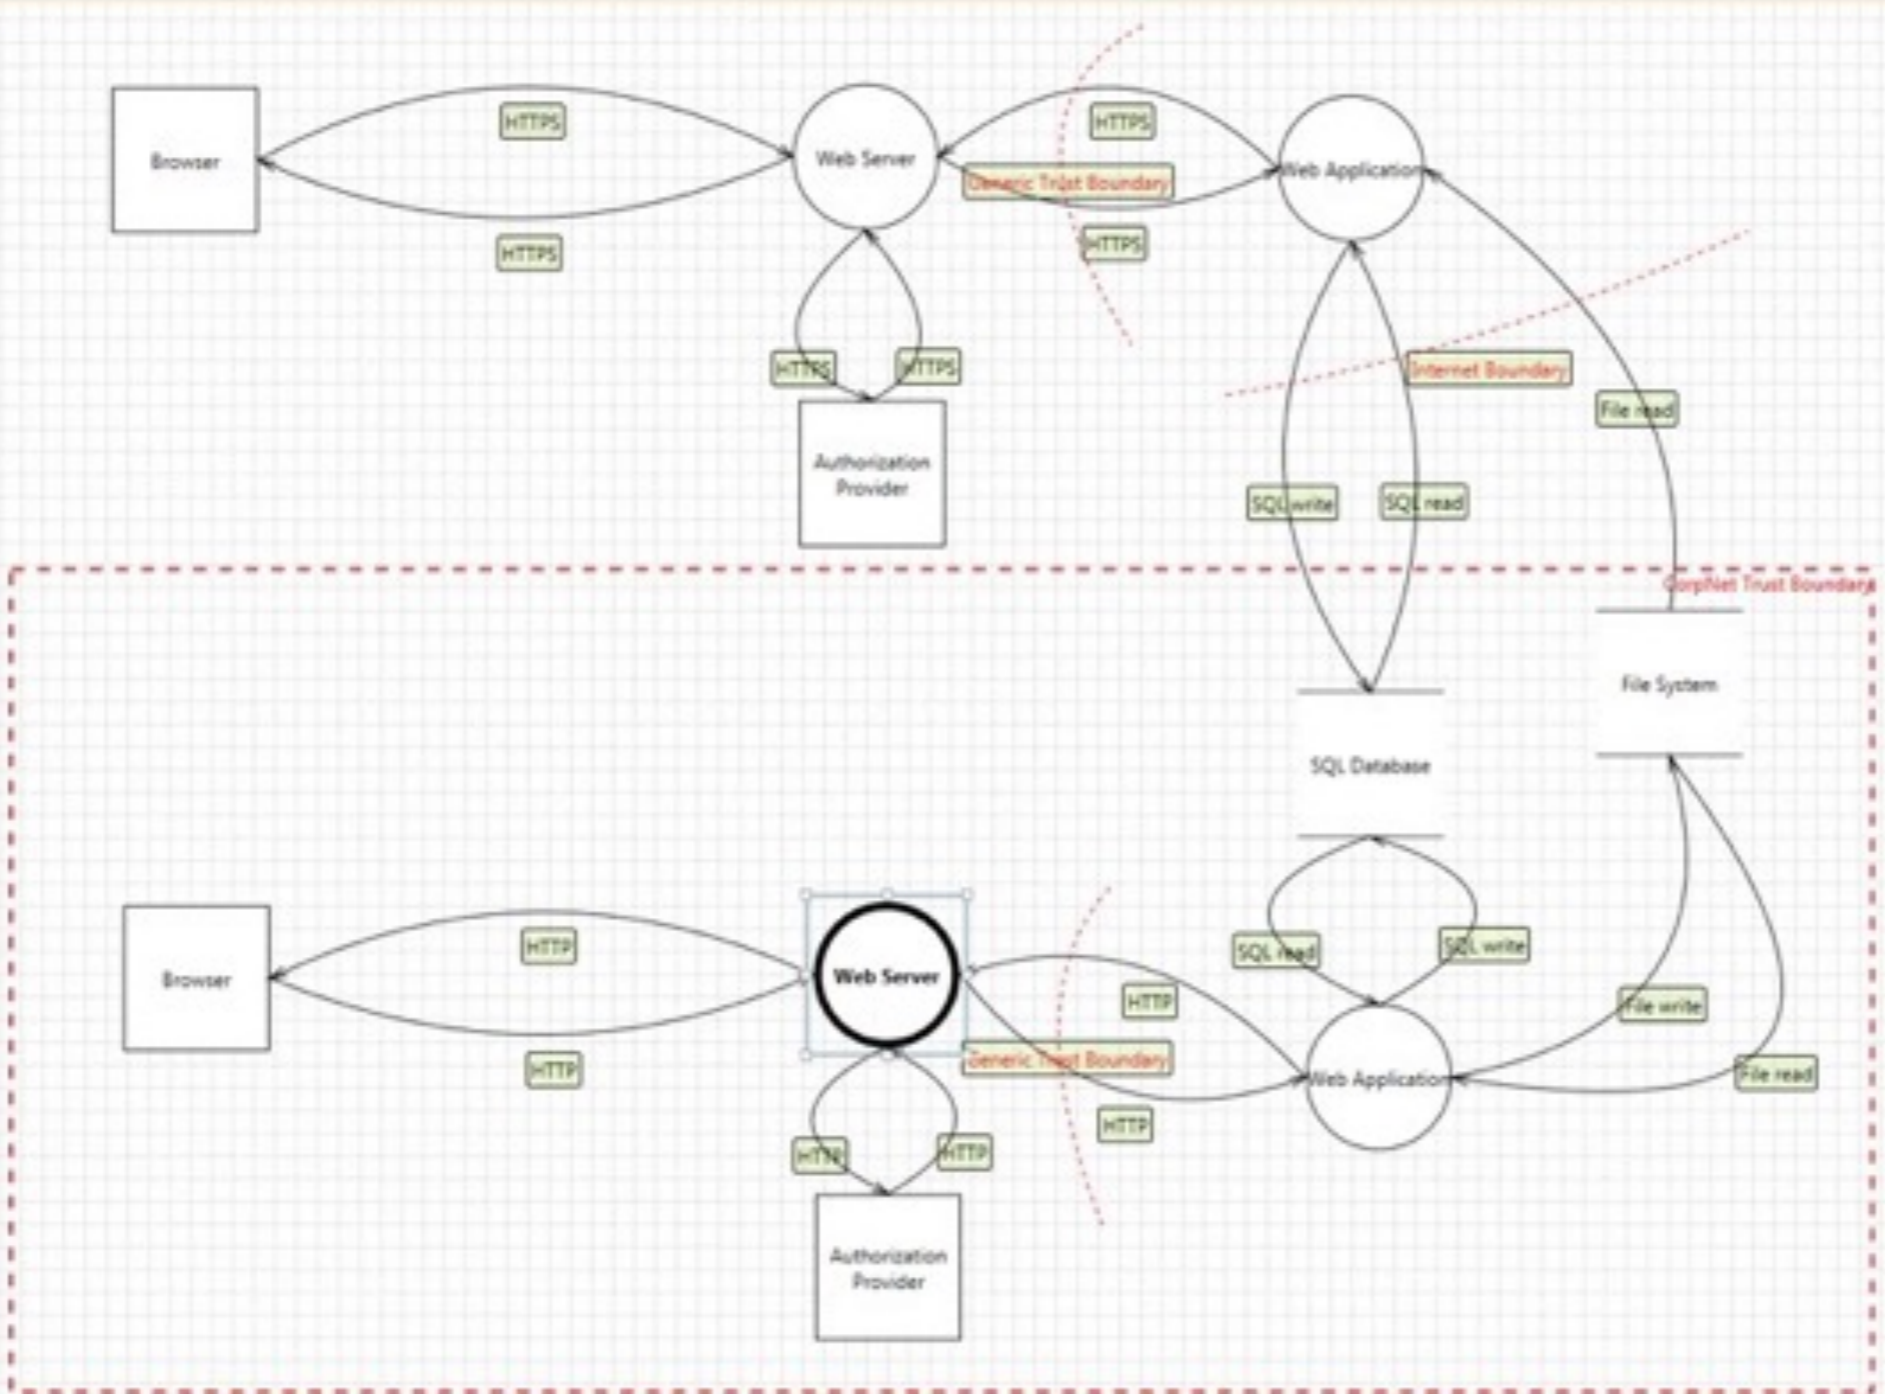 HTTPS
HTTPS
Browser
Web Server
Web Application
Generic Trust Boundary
HTTPS
HTTPS
HTTPS
HTTPS
Internet Boundary
File read
Authorization
Provider
SQL write
SQL read
CorpNet Trust Boundary
File System
SQL Database
HTTP
SQL read
SQL write
Browser
Web Server
HTTP
File write
Generic Trust Boundary
HTTP
Web Application
File read
HTTP
HTTP
HTTP
Authorization
Provider